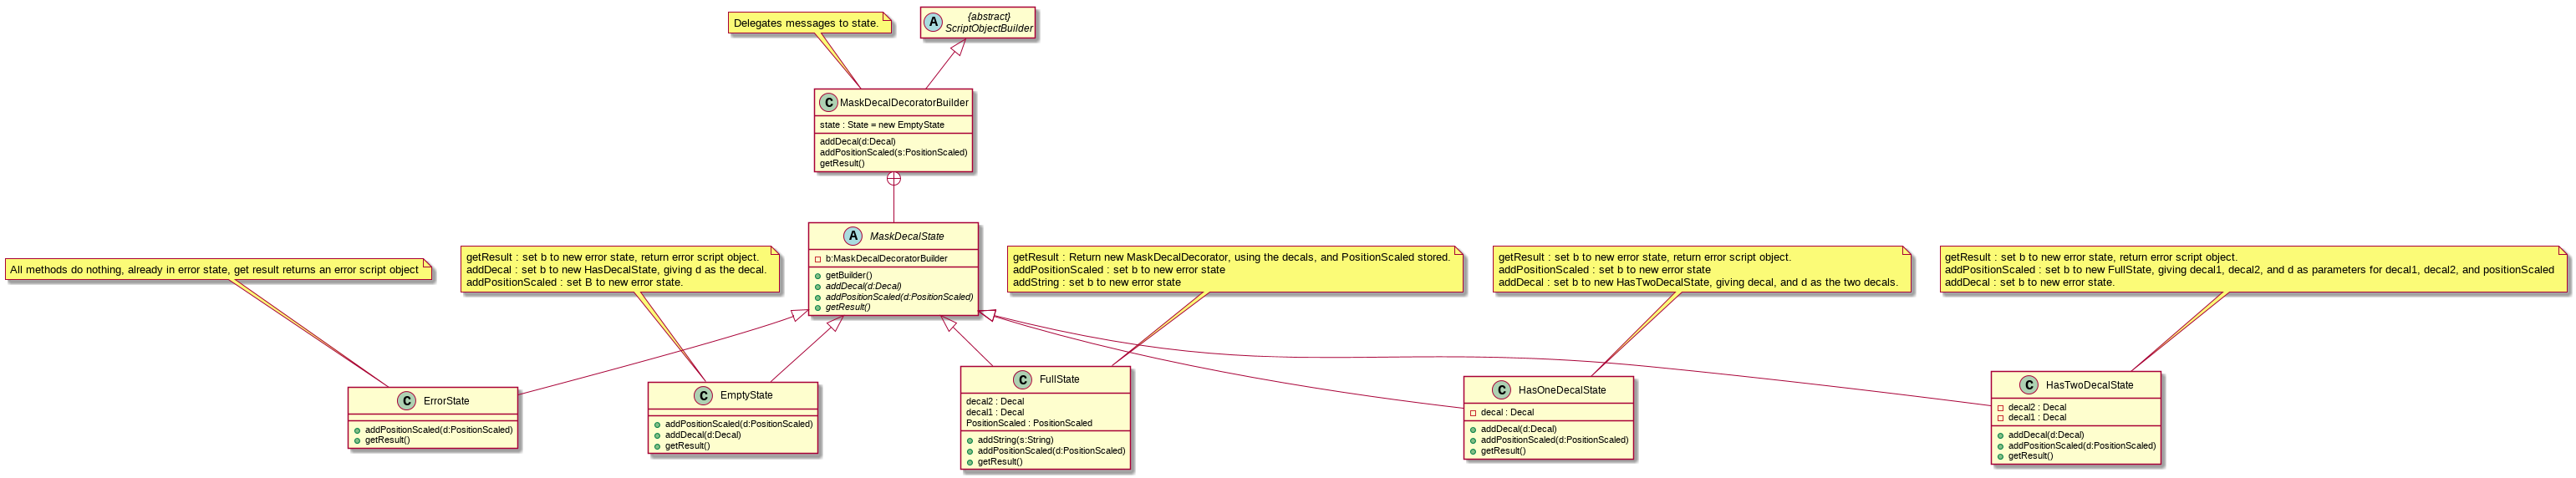 Delegates messages to state.
A
{abstract}
ScriptObjectBuilder
C MaskDecalDecoratorBuilder
state : State = new EmptyState
addDecal(d:Decal)
addPositionScaled(s:PositionScaled)
getResult()
A MaskDecalState
b:MaskDecalDecoratorBuilder
getBuilder()
addDecal(d:Decal)
addPositionScaled(d:PositionScaled)
getResult()
All methods do nothing, already in error state, get result returns an error script object
getResult : set b to new error state, return error script object.
addDecal : set b to new HasDecalState, giving d as the decal.
addPositionScaled : set B to new error state.
getResult : Return new MaskDecalDecorator, using the decals, and PositionScaled stored.
addPositionScaled : set b to new error state
addString : set b to new error state
getResult : set b to new error state, return error script object.
addPositionScaled : set b to new error state
addDecal : set b to new HasTwoDecalState, giving decal, and d as the two decals.
getResult : set b to new error state, return error script object.
addPositionScaled : set b to new FullState, giving decal1, decal2, and d as parameters for decal1, decal2, and positionScaled
addDecal : set b to new error state.
C ErrorState
addPositionScaled(d:PositionScaled)
getResult()
C EmptyState
addPositionScaled(d:PositionScaled)
addDecal(d:Decal)
getResult()
C FullState
decal2 : Decal
decal1 : Decal
PositionScaled : PositionScaled
addString(s:String)
addPositionScaled(d:PositionScaled)
getResult()
C HasOneDecalState
decal : Decal
addDecal(d:Decal)
addPositionScaled(d:PositionScaled)
getResult()
C HasTwoDecalState
decal2 : Decal
decal1 : Decal
addDecal(d:Decal)
addPositionScaled(d:PositionScaled)
getResult()